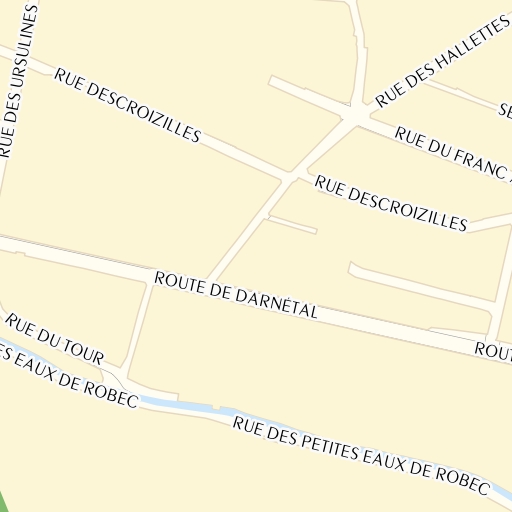 RUE DES URSULINES
RUE DES HALLETTES
RUE DESCROIZILLES
RUE DU FRANC
RUE DESCROIZILLES
ROUTE DE DARNÉTAL
RUE DU TOUR
EAUX DE ROBEC
RUE DES PETITES EAUX DE ROBEC